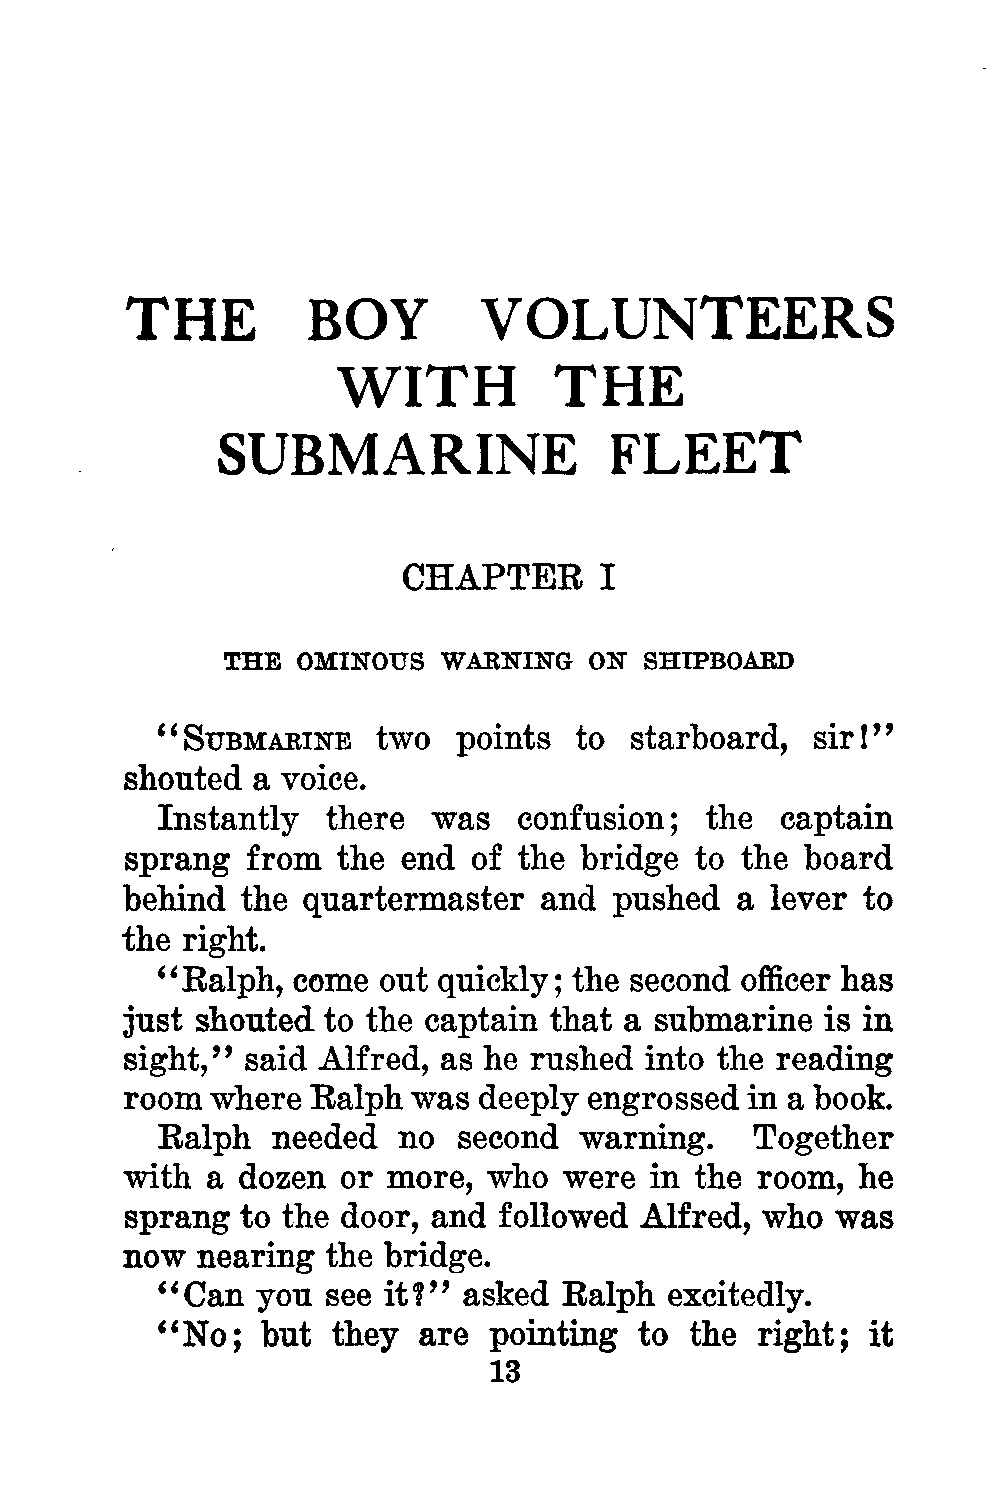 THE BOY VOLUNTEERS
WITH THE
SUBMARINE FLEET
CHAPTER I
THE OMINOUS WARNING ON SHIPBOARD
“SUBMARINE two points to starboard, sir!”
shouted a voice.
Instantly there was confusion; the captain
sprang from the end of the bridge to the board
behind the quartermaster and pushed a lever to
the right.
“Ralph, come out quickly; the second officer has
just shouted to the captain that a submarine is in
sight,” said Alfred, as he rushed into the reading
room where Ralph was deeply engrossed in a book.
Ralph needed no second warning. Together
with a dozen or more, who were in the room, he
sprang to the door, and followed Alfred, who was
now nearing the bridge.
“Can you see it?” asked Ralph excitedly.
“No; but they are pointing to the right; it
13